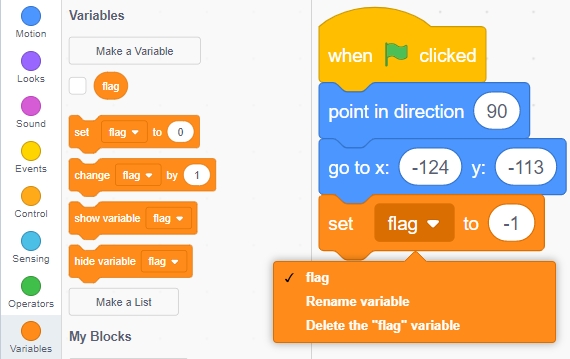 Motion
Looks
Sound
Events
Control
Sensing
Operators
Variables
Variables
Make a Variable
flag
set flag to 0
change flag by 1
show variable flag
hide variable flag
Make a List
My Blocks
when clicked
point in direction 90
go to x: -124 y: -113
set flag to -1
✓ flag
Rename variable
Delete the "flag" variable